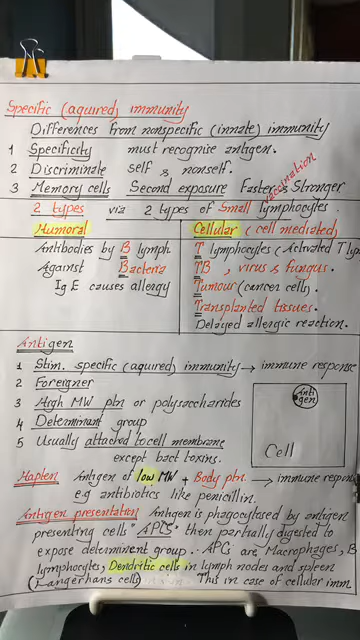 Specific (aquired) immunity
Differences from nonspecific (innate) immunity
1 Specificity must recognise antigen.
2 Discriminate self & nonself.
3 Memory cells Second exposure Faster & Stronger
vaccination
2 types via 2 types of Small lymphocytes.
Humoral
Antibodies by B lymph
Against Bacteria
Ig E causes allergy
Cellular (cell mediated)
T lymphocytes (Activated T lym
TB, virus & fungus.
Tumour (cancer cells).
Transplanted tissues.
Delayed allergic reaction.
Antigen
1 Stim. specific (aquired) immunity → immune response
2 Foreigner
3 High MW ptn or polysaccharides
4 Determinant group
5 Usually attached to cell membrane
except bact toxins.
Anti
gen
Cell
Hapten Antigen of low MW + Body ptn. → immune respon
e.g antibiotics like penicillin.
Antigen presentation Antigen is phagocytosed by antigen
presenting cells "APCs" then partially digested to
expose determinant group. APCs are Macrophages, B
lymphocytes, Dendritic cells in lymph nodes and spleen
(Langerhans cells) This in case of cellular imm